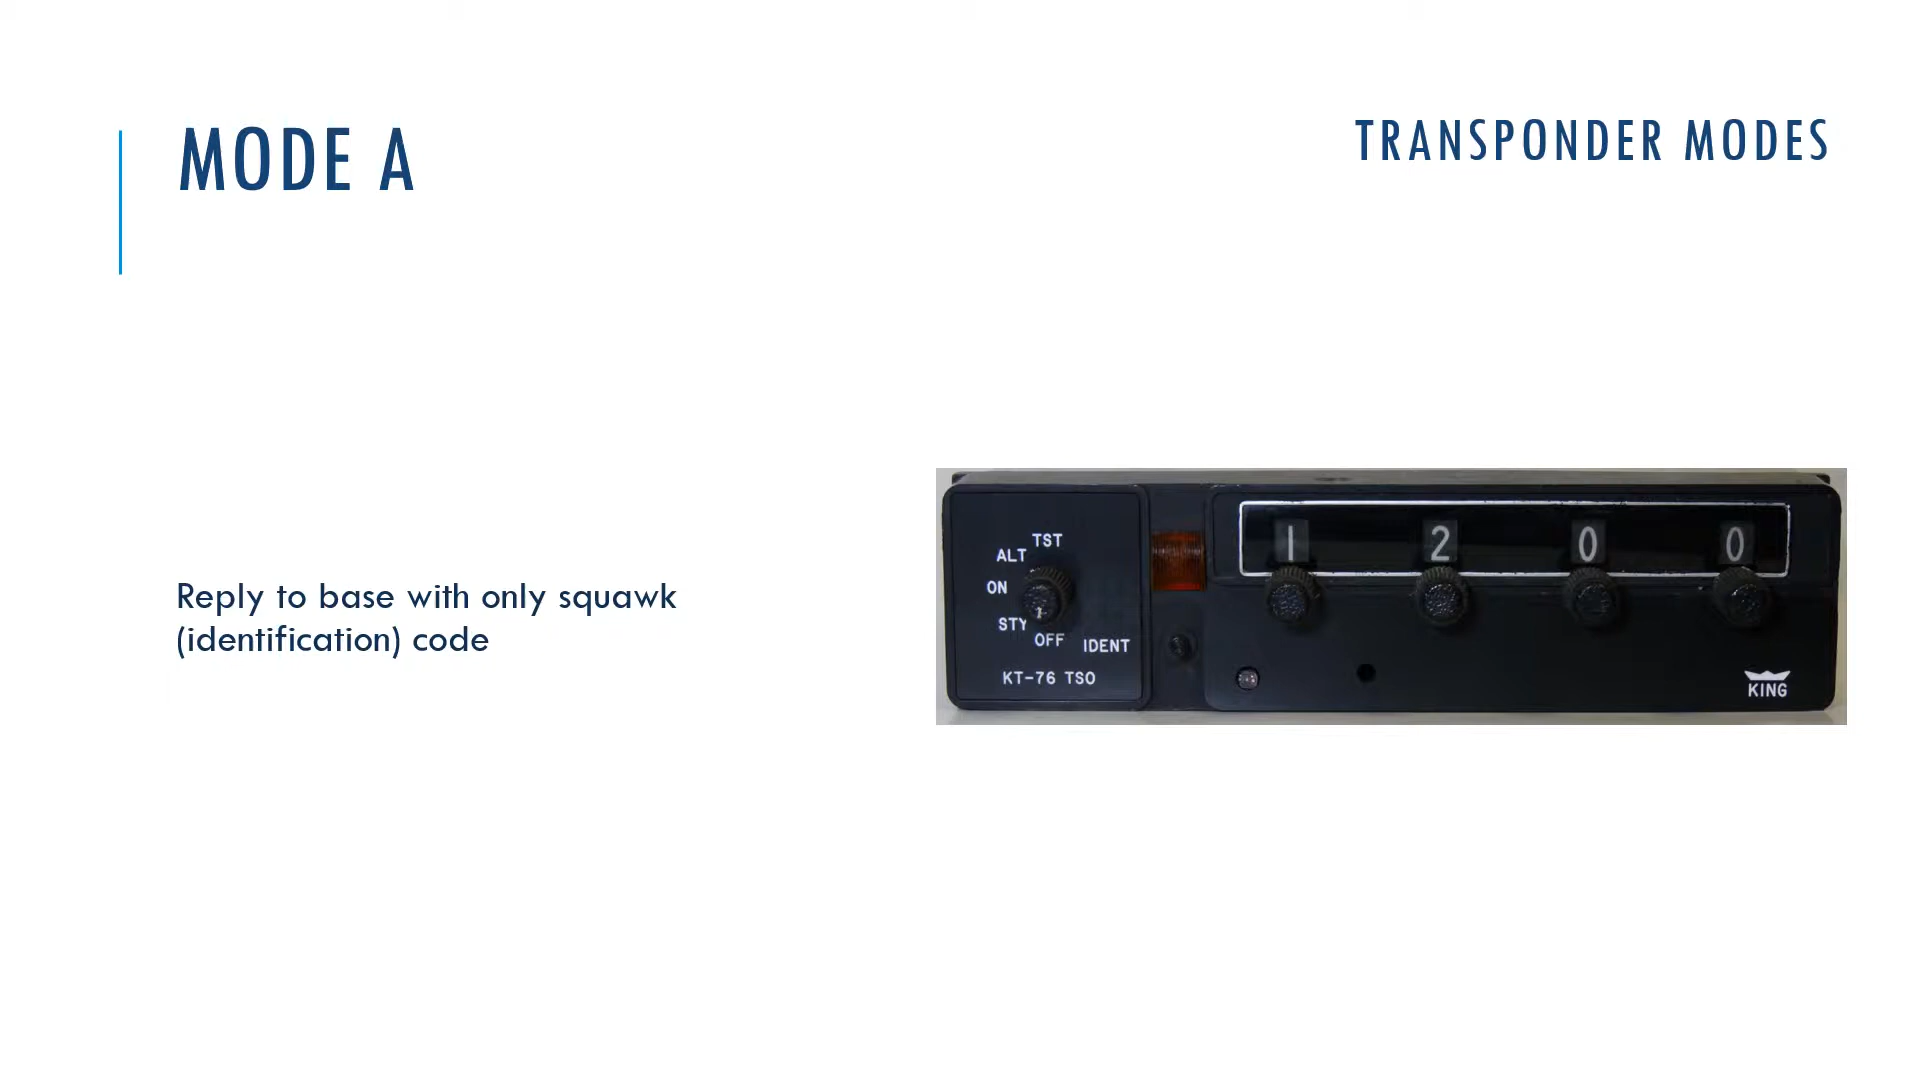 MODE A
TRANSPONDER MODES
Reply to base with only squawk
(identification) code
TST
ALT
ON
STY
OFF
IDENT
KT-76 TSO
1 2 0 0
KING